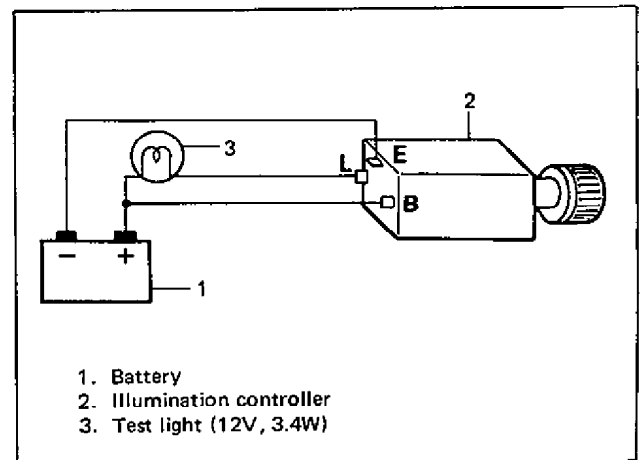 2
3
L
E
B
− +
1
1. Battery
2. Illumination controller
3. Test light (12V, 3.4W)